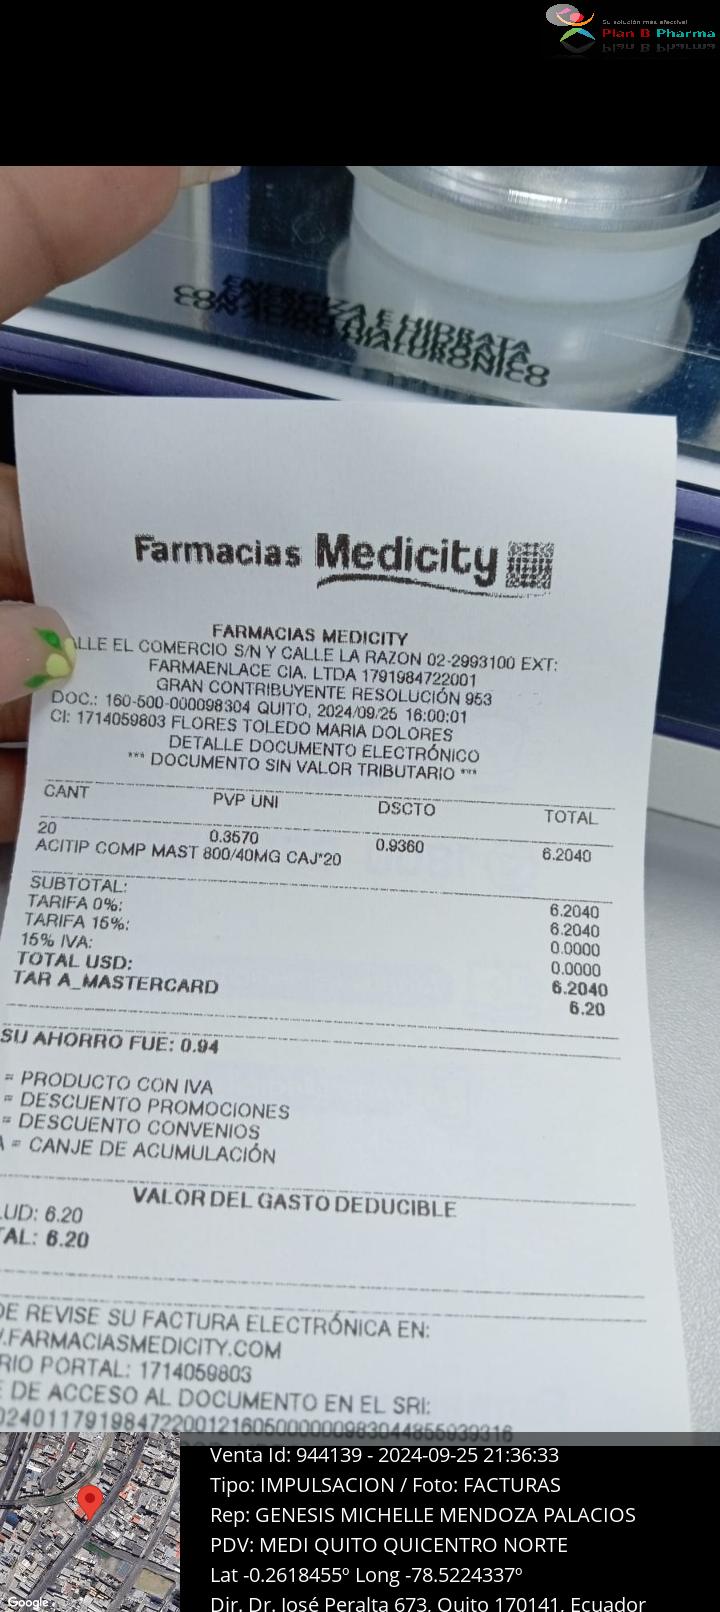 Su solución más efectiva!
Plan B Pharma
ENERGIZA E HIDRATA
CON ÁCIDO HIALURÓNICO
Farmacias Medicity
FARMACIAS MEDICITY
ALLE EL COMERCIO S/N Y CALLE LA RAZON 02-2993100 EXT:
FARMAENLACE CIA. LTDA 1791984722001
GRAN CONTRIBUYENTE RESOLUCIÓN 953
DOC.: 160-500-000098304 QUITO, 2024/09/25 16:00:01
CI: 1714059803 FLORES TOLEDO MARIA DOLORES
DETALLE DOCUMENTO ELECTRÓNICO
*** DOCUMENTO SIN VALOR TRIBUTARIO ***
CANT PVP UNI DSCTO TOTAL
20 0.3570 0.9360 6.2040
ACITIP COMP MAST 800/40MG CAJ*20
SUBTOTAL: 6.2040
TARIFA 0%: 6.2040
TARIFA 15%: 0.0000
15% IVA: 0.0000
TOTAL USD: 6.2040
TAR A_MASTERCARD 6.20
SU AHORRO FUE: 0.94
= PRODUCTO CON IVA
= DESCUENTO PROMOCIONES
= DESCUENTO CONVENIOS
A = CANJE DE ACUMULACIÓN
VALOR DEL GASTO DEDUCIBLE
LUD: 6.20
TAL: 6.20
DE REVISE SU FACTURA ELECTRÓNICA EN:
.FARMACIASMEDICITY.COM
RIO PORTAL: 1714059803
E DE ACCESO AL DOCUMENTO EN EL SRI:
Venta Id: 944139 - 2024-09-25 21:36:33
Tipo: IMPULSACION / Foto: FACTURAS
Rep: GENESIS MICHELLE MENDOZA PALACIOS
PDV: MEDI QUITO QUICENTRO NORTE
Lat -0.2618455º Long -78.5224337º
Dir. Dr. José Peralta 673, Quito 170141, Ecuador
Google